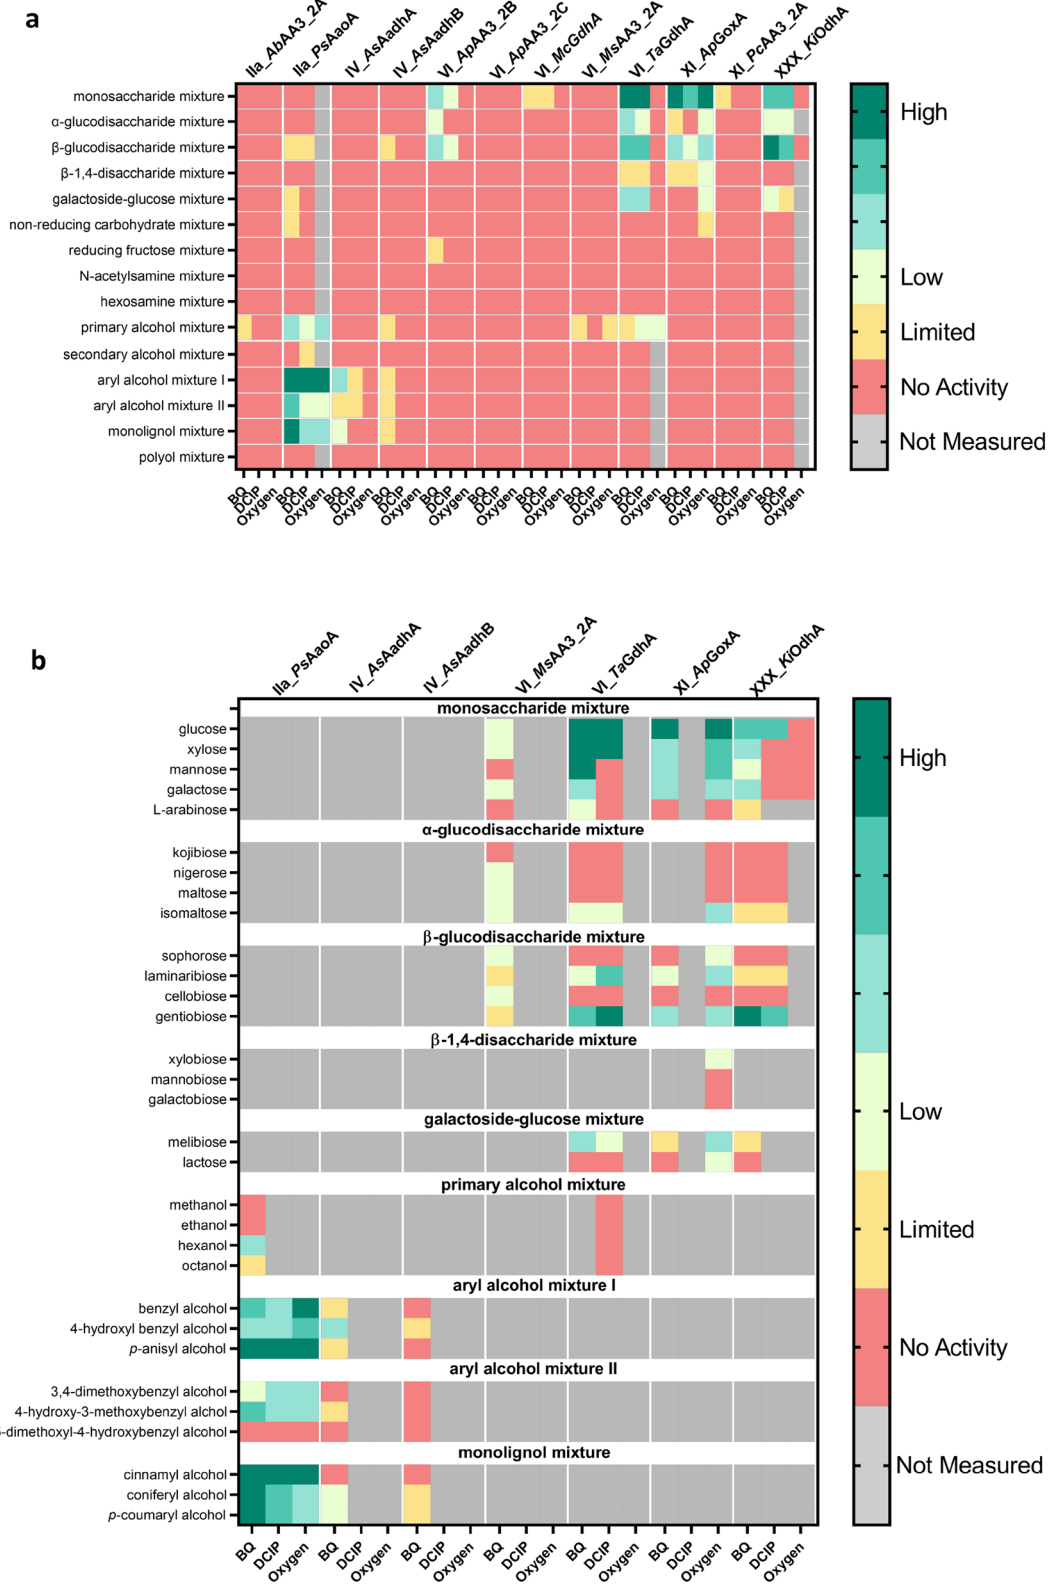 a
IIa_AbAA3_2A
IIa_PsAaoA
IV_AsAadhA
IV_AsAadhB
VI_ApAA3_2B
VI_ApAA3_2C
VI_McGdhA
VI_MsAA3_2A
VI_TaGdhA
XI_ApGoxA
XI_PcAA3_2A
XXX_KiOdhA
monosaccharide mixture
α-glucodisaccharide mixture
β-glucodisaccharide mixture
β-1,4-disaccharide mixture
galactoside-glucose mixture
non-reducing carbohydrate mixture
reducing fructose mixture
N-acetylsamine mixture
hexosamine mixture
primary alcohol mixture
secondary alcohol mixture
aryl alcohol mixture I
aryl alcohol mixture II
monolignol mixture
polyol mixture
BQ DCIP Oxygen BQ DCIP Oxygen BQ DCIP Oxygen BQ DCIP Oxygen BQ DCIP Oxygen BQ DCIP Oxygen BQ DCIP Oxygen BQ DCIP Oxygen BQ DCIP Oxygen BQ DCIP Oxygen BQ DCIP Oxygen BQ DCIP Oxygen
High
Low
Limited
No Activity
Not Measured
b
IIa_PsAaoA
IV_AsAadhA
IV_AsAadhB
VI_MsAA3_2A
VI_TaGdhA
XI_ApGoxA
XXX_KiOdhA
monosaccharide mixture
glucose
xylose
mannose
galactose
L-arabinose
α-glucodisaccharide mixture
kojibiose
nigerose
maltose
isomaltose
β-glucodisaccharide mixture
sophorose
laminaribiose
cellobiose
gentiobiose
β-1,4-disaccharide mixture
xylobiose
mannobiose
galactobiose
galactoside-glucose mixture
melibiose
lactose
primary alcohol mixture
methanol
ethanol
hexanol
octanol
aryl alcohol mixture I
benzyl alcohol
4-hydroxyl benzyl alcohol
p-anisyl alcohol
aryl alcohol mixture II
3,4-dimethoxybenzyl alcohol
4-hydroxy-3-methoxybenzyl alchol
-dimethoxyl-4-hydroxybenzyl alcohol
monolignol mixture
cinnamyl alcohol
coniferyl alcohol
p-coumaryl alcohol
BQ DCIP Oxygen BQ DCIP Oxygen BQ DCIP Oxygen BQ DCIP Oxygen BQ DCIP Oxygen BQ DCIP Oxygen BQ DCIP Oxygen
High
Low
Limited
No Activity
Not Measured